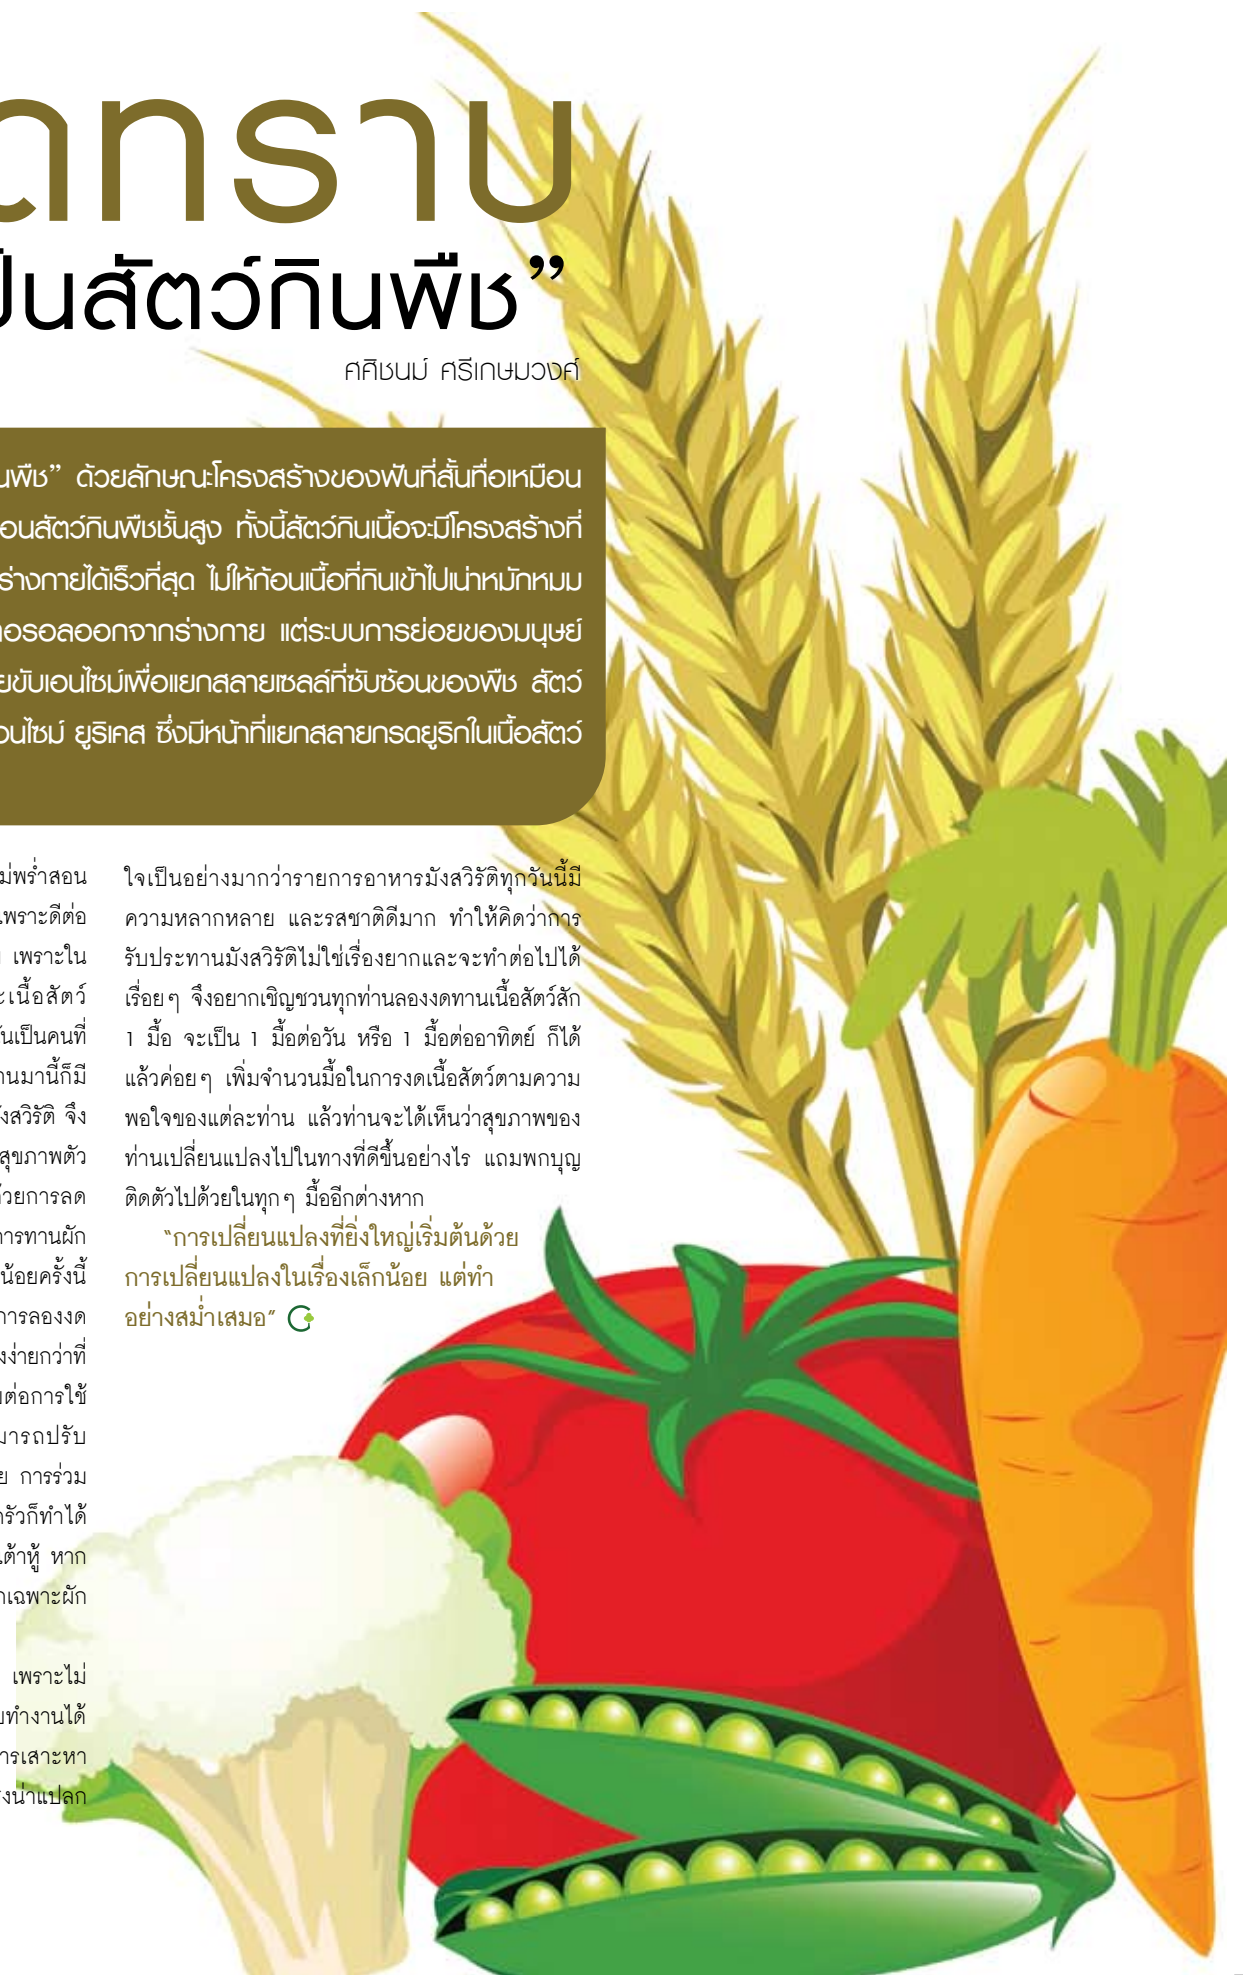 ดทราบ
ป็นสัตว์กินพืช”
ศศิชนม์ ศรีเกษมวงศ์
นพืช” ด้วยลักษณะโครงสร้างของฟันที่สั้นทื่อเหมือน
อนสัตว์กินพืชชั้นสูง ทั้งนี้สัตว์กินเนื้อจะมีโครงสร้างที่
ร่างกายได้เร็วที่สุด ไม่ให้ก้อนเนื้อที่กินเข้าไปเน่าหมักหมม
ตอรอลออกจากร่างกาย แต่ระบบการย่อยของมนุษย์
ยขับเอนไซม์เพื่อแยกสลายเซลล์ที่ซับซ้อนของพืช สัตว์
อนไซม์ ยูริเคส ซึ่งมีหน้าที่แยกสลายกรดยูริกในเนื้อสัตว์
ม่พร่ำสอน
เพราะดีต่อ
เพราะใน
ะเนื้อสัตว์
ันเป็นคนที่
านมานี้ก็มี
ังสวิรัติ จึง
สุขภาพตัว
้วยการลด
การทานผัก
น้อยครั้งนี้
การลองงด
งง่ายกว่าที่
ต่อการใช้
มารถปรับ
ย การร่วม
ครัวก็ทำได้
เต้าหู้ หาก
เฉพาะผัก
เพราะไม่
ทำงานได้
ารเสาะหา
งน่าแปลก
ใจเป็นอย่างมากว่ารายการอาหารมังสวิรัติทุกวันนี้มี
ความหลากหลาย และรสชาติดีมาก ทำให้คิดว่าการ
รับประทานมังสวิรัติไม่ใช่เรื่องยากและจะทำต่อไปได้
เรื่อยๆ จึงอยากเชิญชวนทุกท่านลองงดทานเนื้อสัตว์สัก
1 มื้อ จะเป็น 1 มื้อต่อวัน หรือ 1 มื้อต่ออาทิตย์ ก็ได้
แล้วค่อยๆ เพิ่มจำนวนมื้อในการงดเนื้อสัตว์ตามความ
พอใจของแต่ละท่าน แล้วท่านจะได้เห็นว่าสุขภาพของ
ท่านเปลี่ยนแปลงไปในทางที่ดีขึ้นอย่างไร แถมพกบุญ
ติดตัวไปด้วยในทุกๆ มื้ออีกต่างหาก
“การเปลี่ยนแปลงที่ยิ่งใหญ่เริ่มต้นด้วย
การเปลี่ยนแปลงในเรื่องเล็กน้อย แต่ทำ
อย่างสม่ำเสมอ”